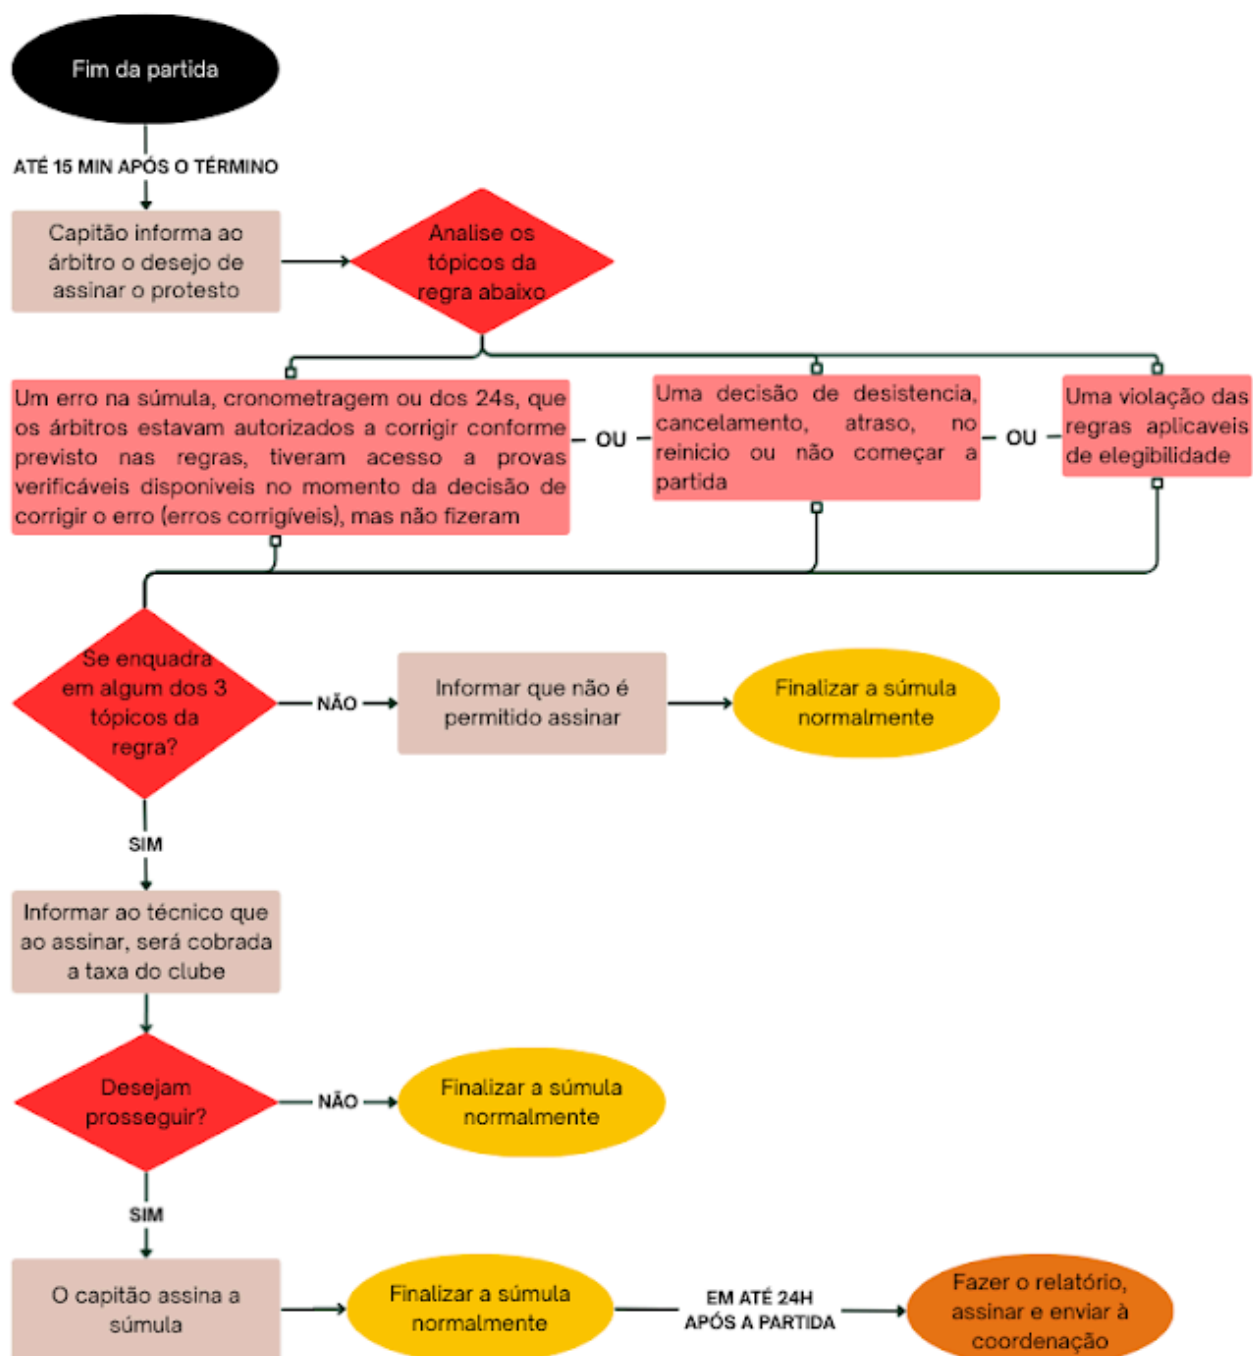 Fim da partida
ATÉ 15 MIN APÓS O TÉRMINO
Capitão informa ao
árbitro o desejo de
assinar o protesto
Analise os
tópicos da
regra abaixo
Um erro na súmula, cronometragem ou dos 24s, que
os árbitros estavam autorizados a corrigir conforme
previsto nas regras, tiveram acesso a provas
verificáveis disponiveis no momento da decisão de
corrigir o erro (erros corrigíveis), mas não fizeram
OU
Uma decisão de desistencia,
cancelamento, atraso, no
reinicio ou não começar a
partida
OU
Uma violação das
regras aplicaveis
de elegibilidade
Se enquadra
em algum dos 3
tópicos da
regra?
NÃO
Informar que não é
permitido assinar
Finalizar a súmula
normalmente
SIM
Informar ao técnico que
ao assinar, será cobrada
a taxa do clube
Desejam
prosseguir?
NÃO
Finalizar a súmula
normalmente
SIM
O capitão assina a
súmula
Finalizar a súmula
normalmente
EM ATÉ 24H
APÓS A PARTIDA
Fazer o relatório,
assinar e enviar à
coordenação